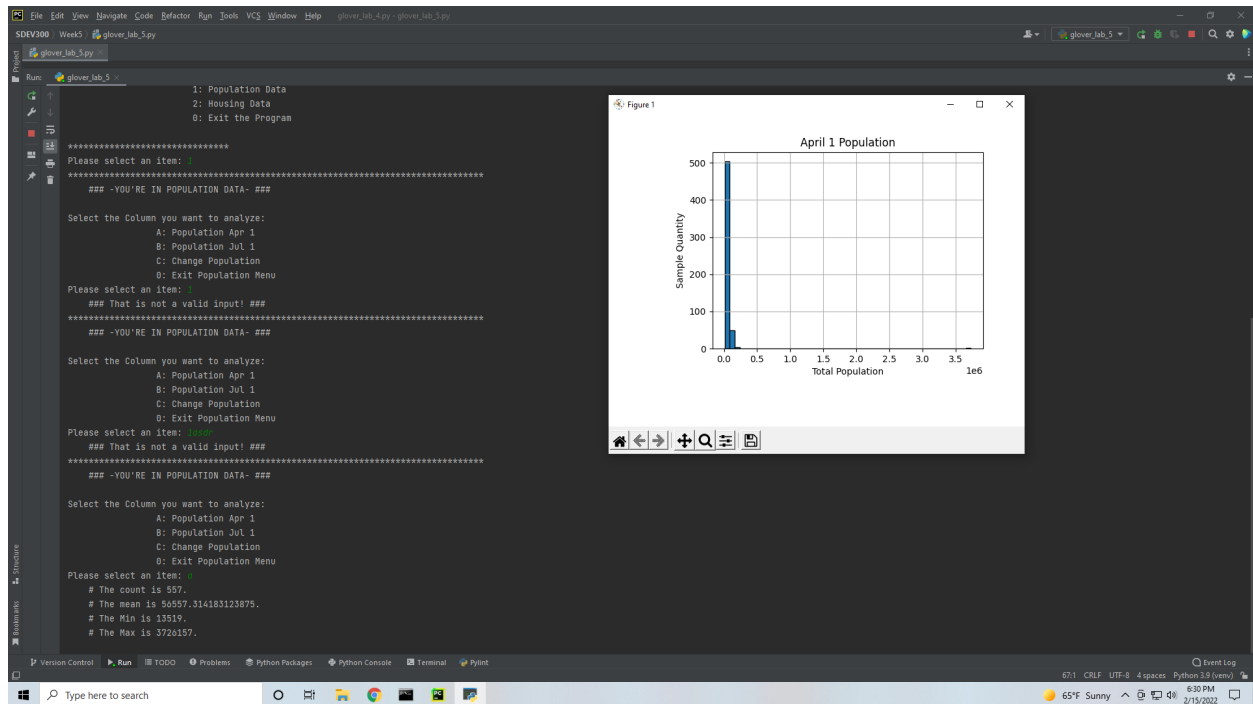 File Edit View Navigate Code Refactor Run Tools VCS Window Help glover_lab_4.py - glover_lab_5.py
SDEV300 Week5 glover_lab_5.py glover_lab_5
Project glover_lab_5.py
Run: glover_lab_5
1: Population Data
2: Housing Data
0: Exit the Program
*******************************
Please select an item: 1
********************************************************************************
### -YOU'RE IN POPULATION DATA- ###
Select the Column you want to analyze:
A: Population Apr 1
B: Population Jul 1
C: Change Population
0: Exit Population Menu
Please select an item: 1
### That is not a valid input! ###
********************************************************************************
### -YOU'RE IN POPULATION DATA- ###
Select the Column you want to analyze:
A: Population Apr 1
B: Population Jul 1
C: Change Population
0: Exit Population Menu
Please select an item:
### That is not a valid input! ###
********************************************************************************
### -YOU'RE IN POPULATION DATA- ###
Select the Column you want to analyze:
A: Population Apr 1
B: Population Jul 1
C: Change Population
0: Exit Population Menu
Please select an item: a
# The count is 557.
# The mean is 56557.314183123875.
# The Min is 13519.
# The Max is 3726157.
Figure 1
April 1 Population
500
400
300
200
100
0
Sample Quantity
0.0 0.5 1.0 1.5 2.0 2.5 3.0 3.5
Total Population 1e6
Structure
Bookmarks
Version Control Run TODO Problems Python Packages Python Console Terminal Pylint Event Log
67:1 CRLF UTF-8 4 spaces Python 3.9 (venv)
Type here to search 65°F Sunny 6:30 PM
2/15/2022